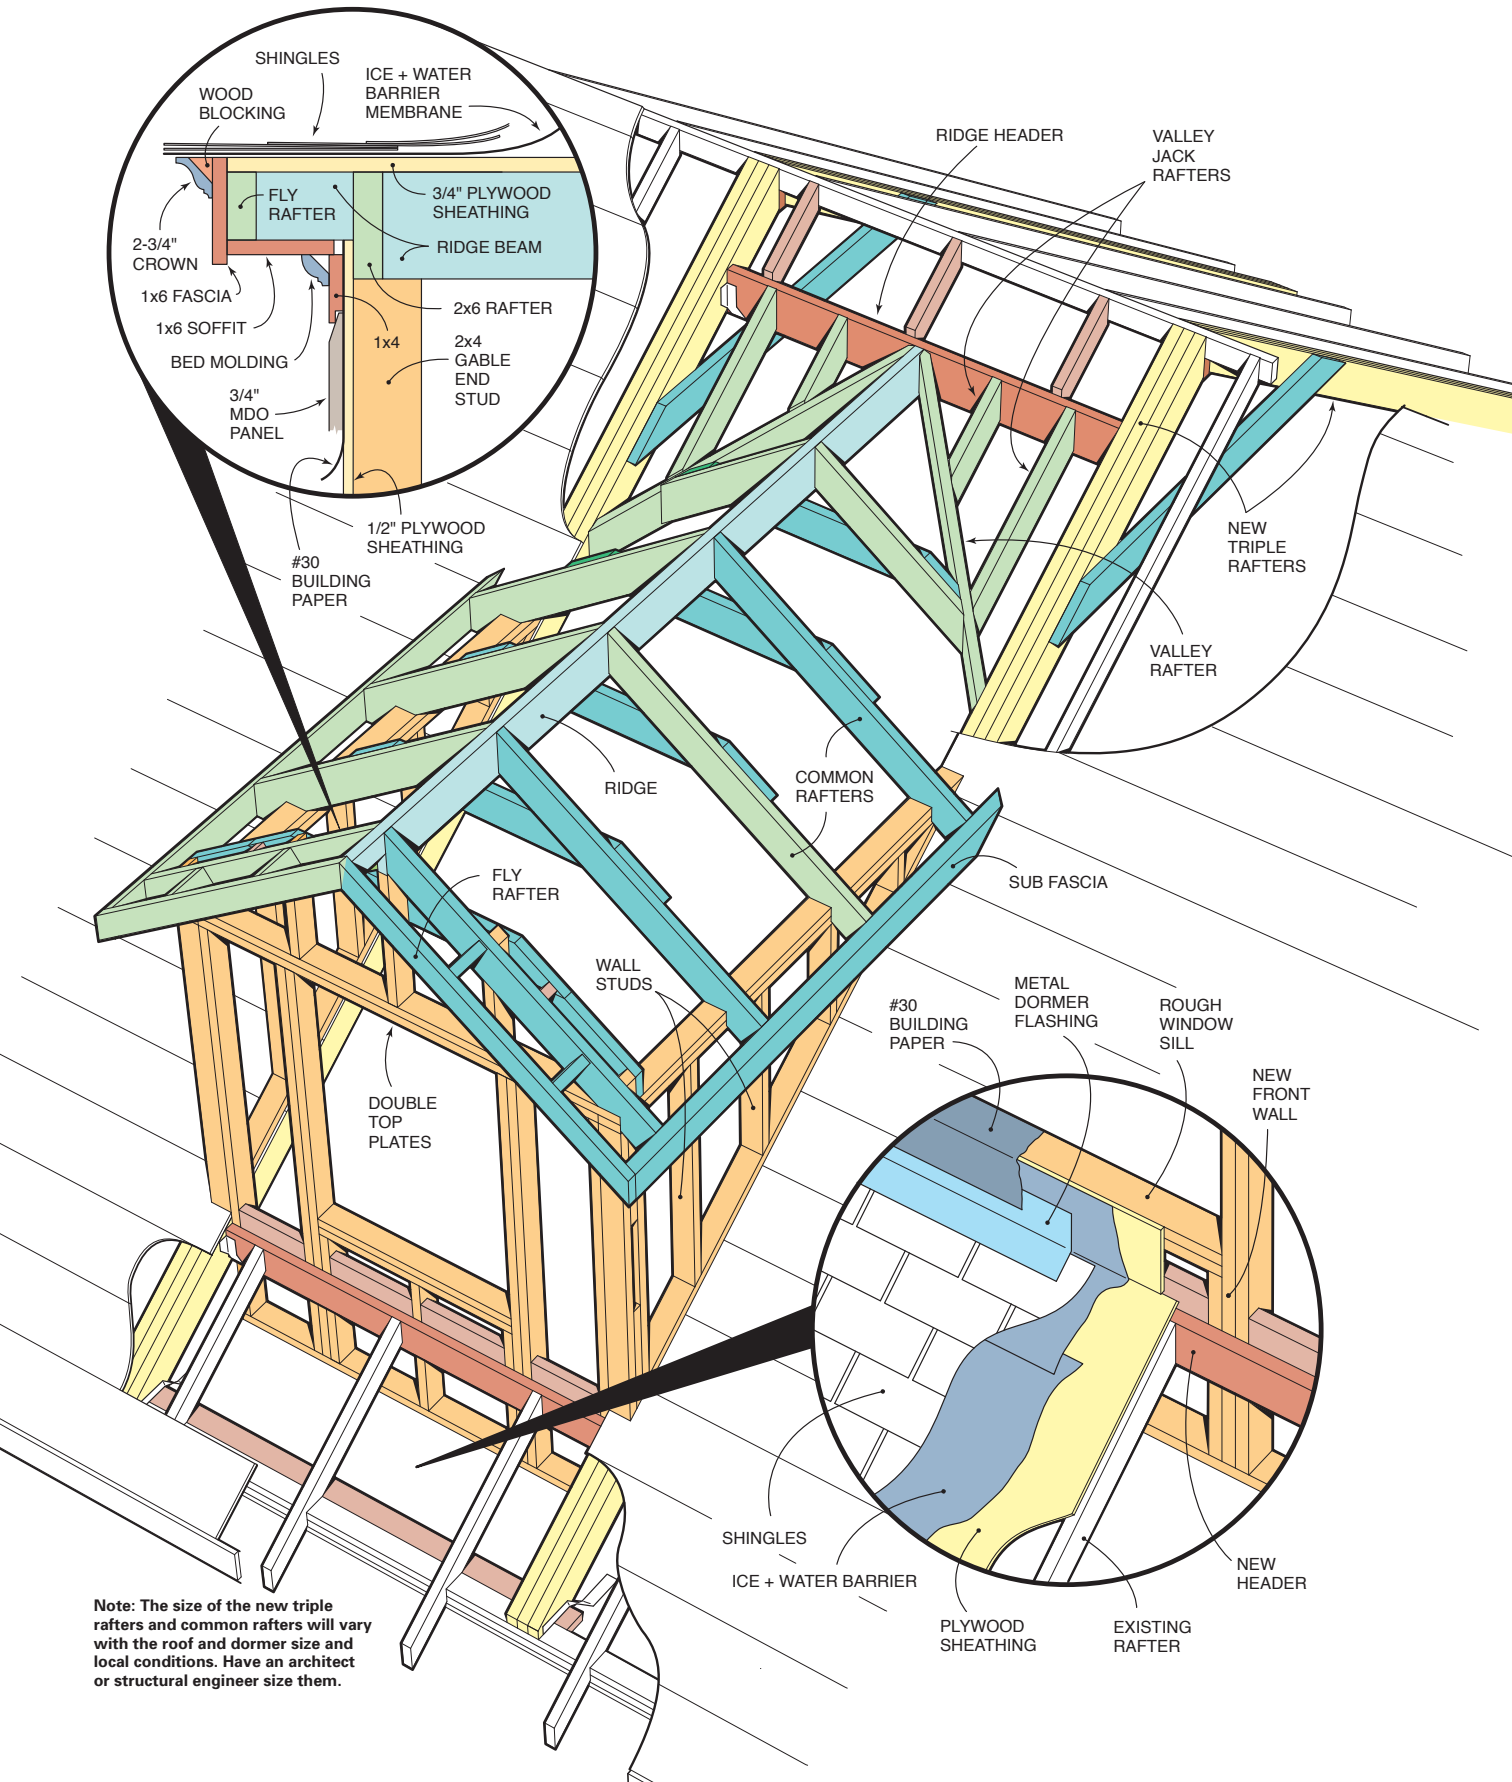 SHINGLES
ICE + WATER
BARRIER
MEMBRANE
WOOD
BLOCKING
FLY
RAFTER
3/4" PLYWOOD
SHEATHING
2-3/4"
CROWN
RIDGE BEAM
1x6 FASCIA
1x6 SOFFIT
2x6 RAFTER
BED MOLDING
1x4
2x4
GABLE
END
STUD
3/4"
MDO
PANEL
1/2" PLYWOOD
SHEATHING
#30
BUILDING
PAPER
RIDGE HEADER
VALLEY
JACK
RAFTERS
NEW
TRIPLE
RAFTERS
VALLEY
RAFTER
RIDGE
COMMON
RAFTERS
SUB FASCIA
FLY
RAFTER
WALL
STUDS
DOUBLE
TOP
PLATES
#30
BUILDING
PAPER
METAL
DORMER
FLASHING
ROUGH
WINDOW
SILL
NEW
FRONT
WALL
SHINGLES
ICE + WATER BARRIER
PLYWOOD
SHEATHING
EXISTING
RAFTER
NEW
HEADER
Note: The size of the new triple
rafters and common rafters will vary
with the roof and dormer size and
local conditions. Have an architect
or structural engineer size them.